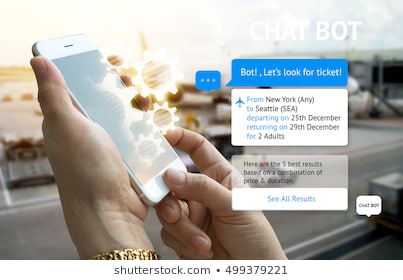 CHAT BOT
Bot! , Let's look for ticket!
From New York (Any)
to Seattle (SEA)
departing on 25th December
returning on 29th December
for 2 Adults
Here are the 5 best results
based on a combination of
price & duration.
See All Results
CHAT BOT
shutterstock · 499379221